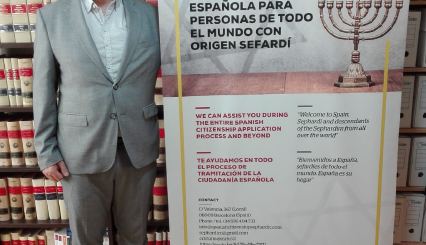 ESPAÑOLA PARA
PERSONAS DE TODO
EL MUNDO CON
ORIGEN SEFARDÍ
WE CAN ASSIST YOU DURING
THE ENTIRE SPANISH
CITIZENSHIP APPLICATION
PROCESS AND BEYOND
"Welcome to Spain,
Sephardi and descendants
of the Sephardim from all
over the world"
TE AYUDAMOS EN TODO
EL PROCESO DE
TRAMITACIÓN DE LA
CIUDADANÍA ESPAÑOLA
"Bienvenidos a España,
sefardíes de todo el
mundo. España es su
hogar"
CONTACT